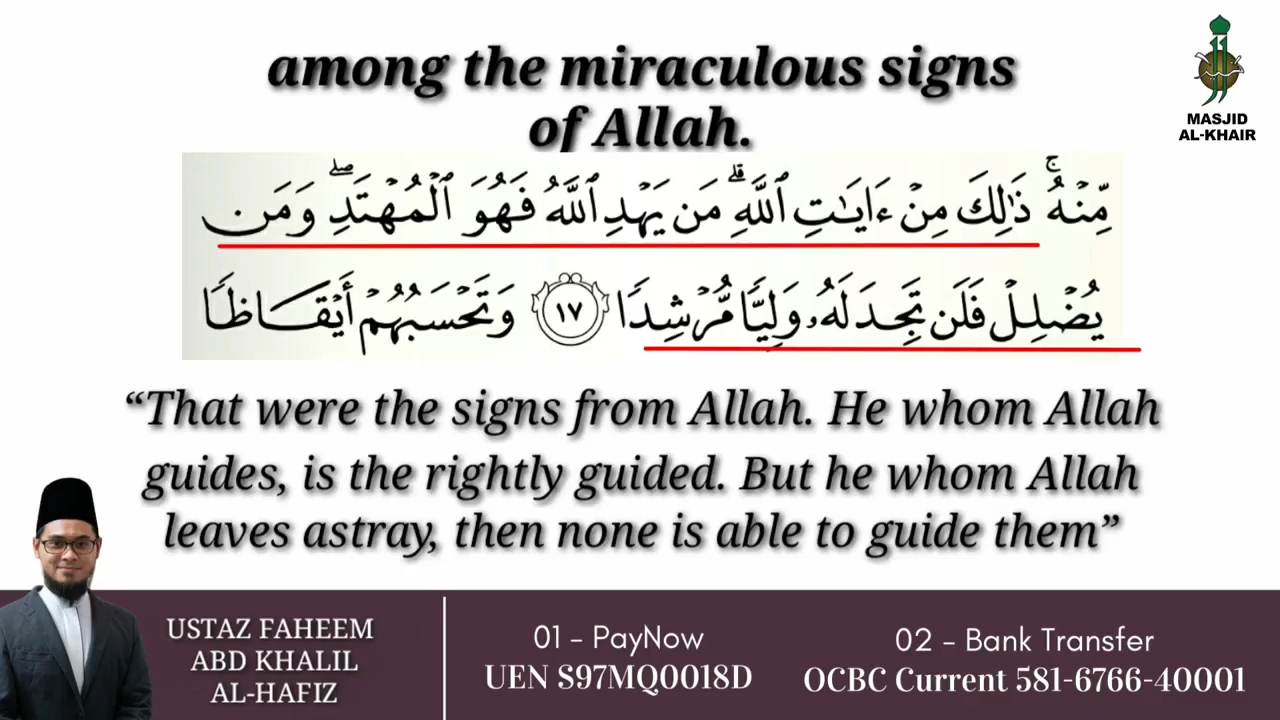 among the miraculous signs
of Allah.
MASJID
AL-KHAIR
مِّنْهُۚ ذَٰلِكَ مِنْ ءَايَٰتِ ٱللَّهِۗ مَن يَهْدِ ٱللَّهُ فَهُوَ ٱلْمُهْتَدِۖ وَمَن
يُضْلِلْ فَلَن تَجِدَ لَهُۥ وَلِيًّا مُّرْشِدًا ١٧ وَتَحْسَبُهُمْ أَيْقَاظًا
“That were the signs from Allah. He whom Allah
guides, is the rightly guided. But he whom Allah
leaves astray, then none is able to guide them”
USTAZ FAHEEM
ABD KHALIL
AL-HAFIZ
01 – PayNow
UEN S97MQ0018D
02 – Bank Transfer
OCBC Current 581-6766-40001